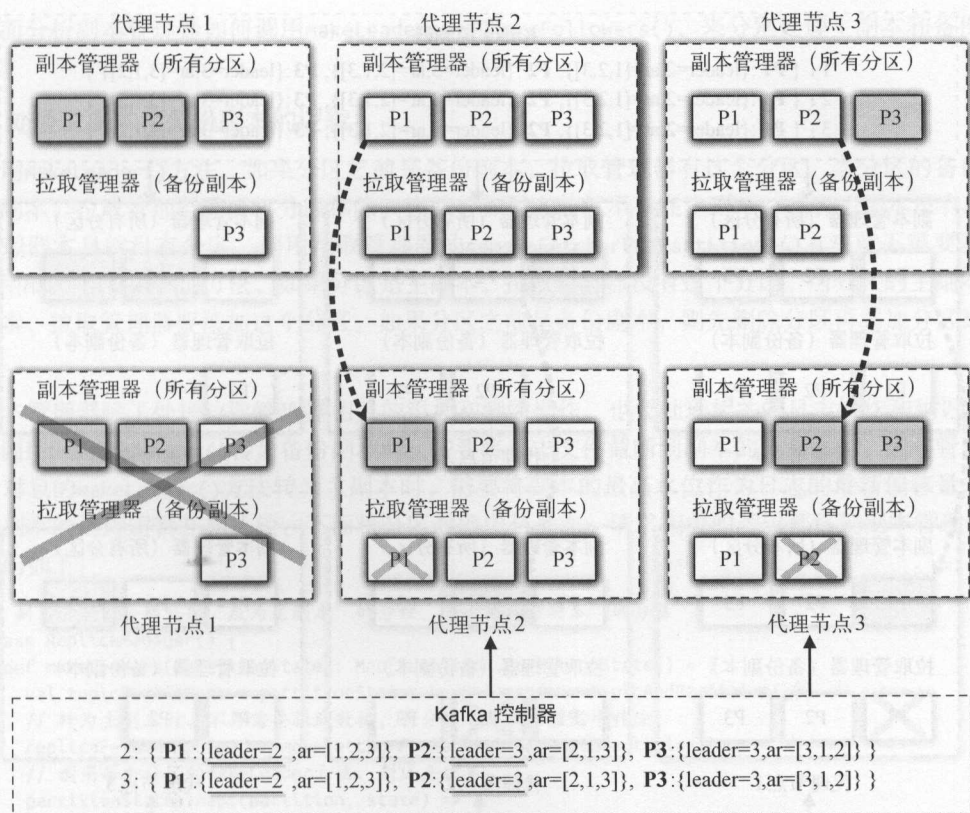 代理节点 1
代理节点 2
代理节点 3
副本管理器（所有分区）
P1 P2 P3
拉取管理器（备份副本）
P3
副本管理器（所有分区）
P1 P2 P3
拉取管理器（备份副本）
P1 P2 P3
副本管理器（所有分区）
P1 P2 P3
拉取管理器（备份副本）
P1 P2
副本管理器（所有分区）
P1 P2 P3
拉取管理器（备份副本）
P3
代理节点1
副本管理器（所有分区）
P1 P2 P3
拉取管理器（备份副本）
P1 P2 P3
代理节点2
副本管理器（所有分区）
P1 P2 P3
拉取管理器（备份副本）
P1 P2
代理节点3
Kafka 控制器
2:{ P1:{leader=2 ,ar=[1,2,3]}, P2:{leader=3,ar=[2,1,3]}, P3:{leader=3,ar=[3,1,2]} }
3:{ P1:{leader=2 ,ar=[1,2,3]}, P2:{leader=3,ar=[2,1,3]}, P3:{leader=3,ar=[3,1,2]} }